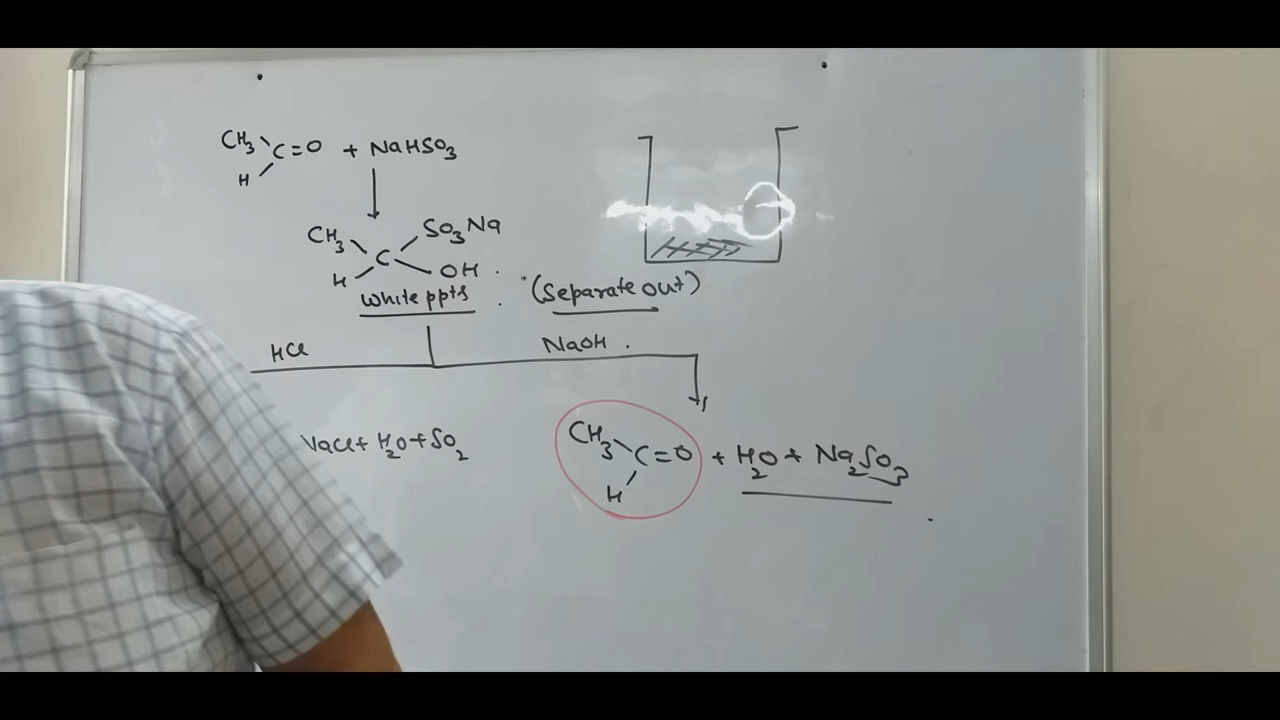 CH3
C=O + NaHSO3
H
CH3 SO3Na
C
H OH .
White ppts . (Separate out)
HCl NaOH .
NaCl + H2O + SO2
CH3
C=O + H2O + Na2SO3
H